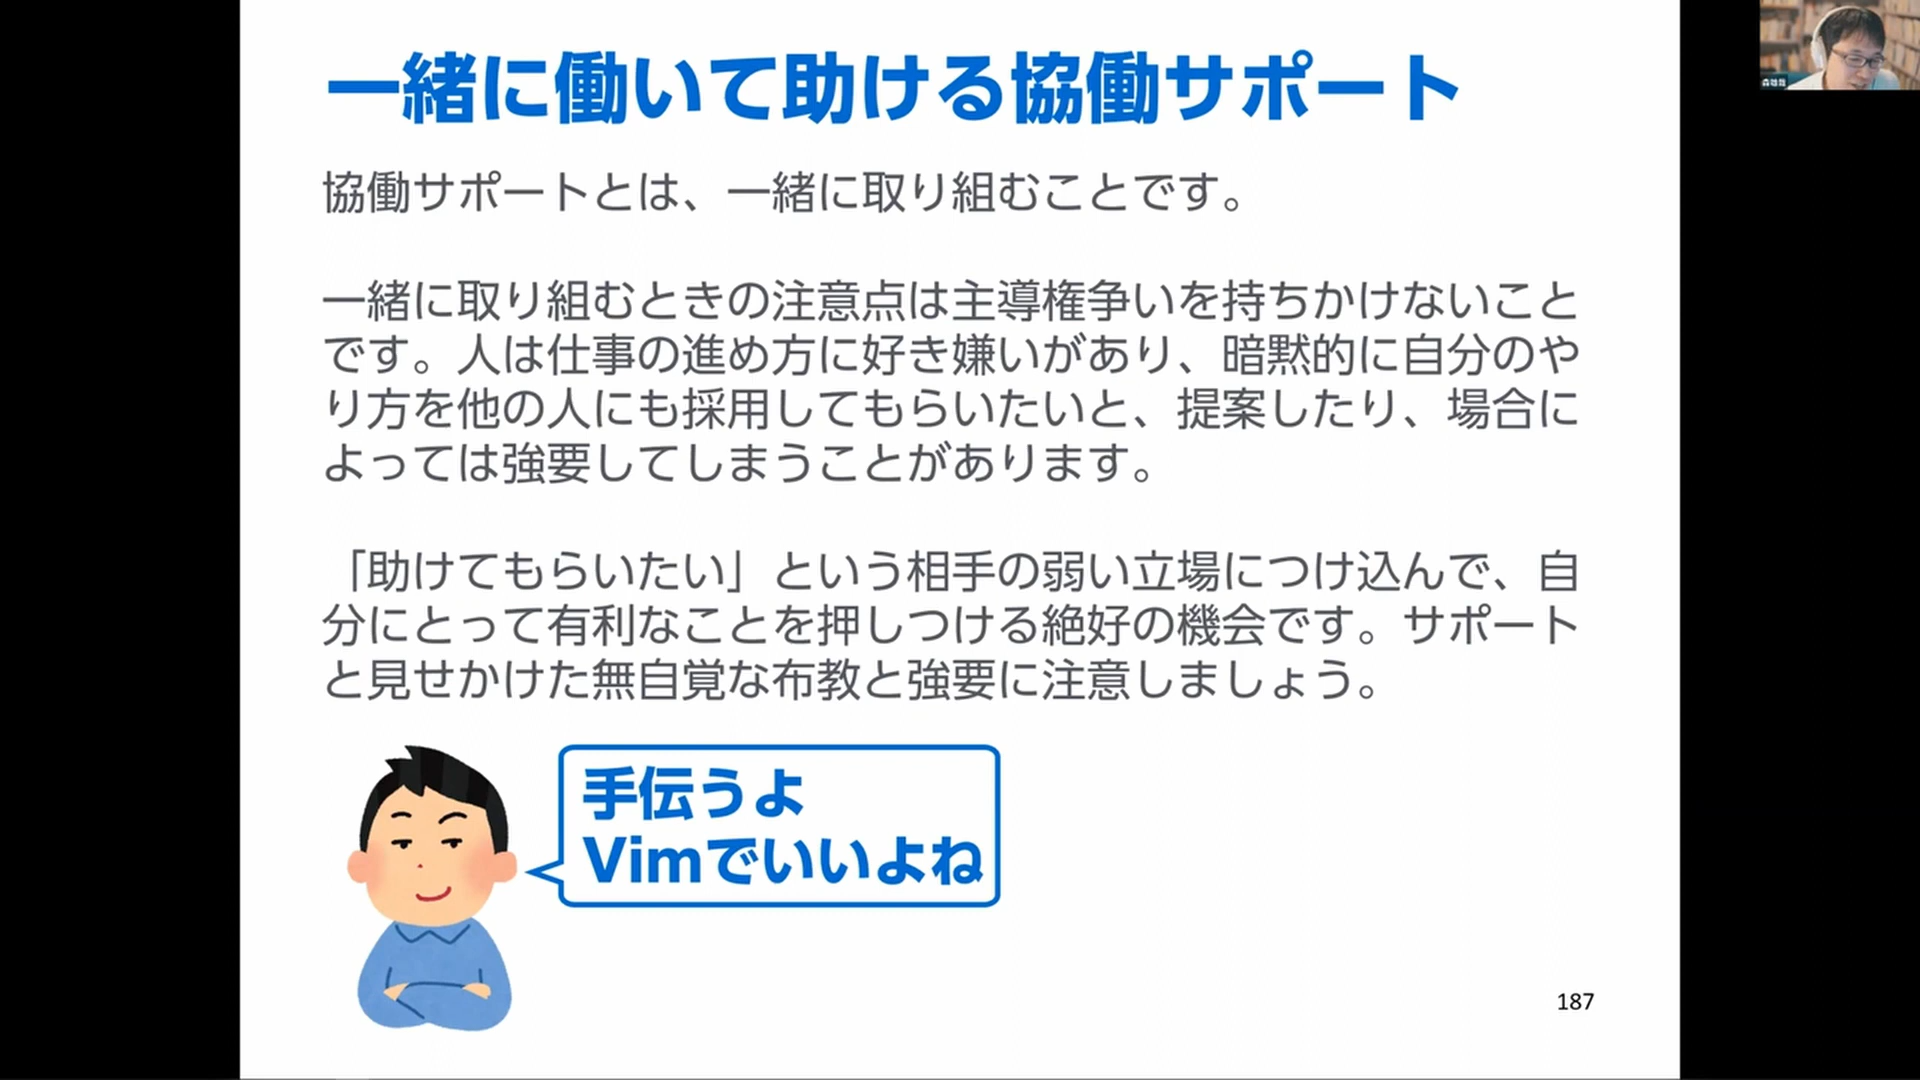 一緒に働いて助ける協働サポート
協働サポートとは、一緒に取り組むことです。
一緒に取り組むときの注意点は主導権争いを持ちかけないこと
です。人は仕事の進め方に好き嫌いがあり、暗黙的に自分のや
り方を他の人にも採用してもらいたいと、提案したり、場合に
よっては強要してしまうことがあります。
「助けてもらいたい」という相手の弱い立場につけ込んで、自
分にとって有利なことを押しつける絶好の機会です。サポート
と見せかけた無自覚な布教と強要に注意しましょう。
手伝うよ
Vimでいいよね
187